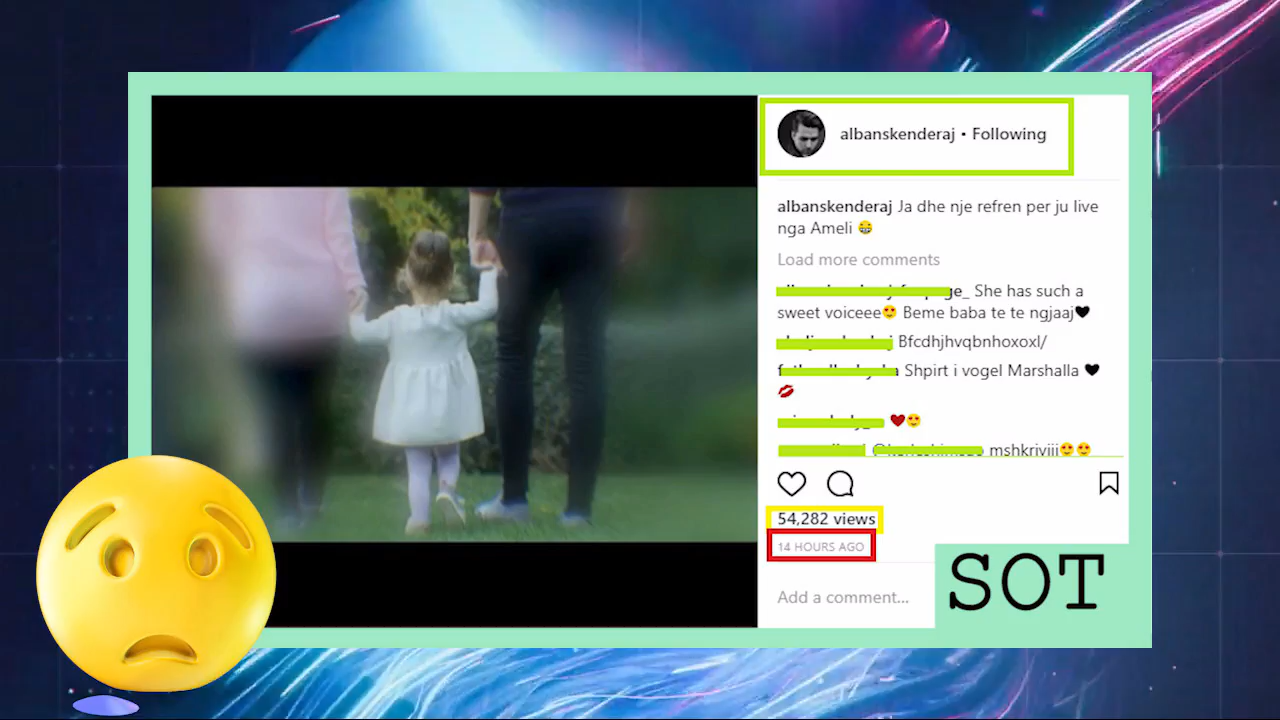 albanskenderaj • Following
albanskenderaj Ja dhe nje refren per ju live
nga Ameli 😂
Load more comments
She has such a
sweet voiceee😍 Beme baba te te ngjaaj🖤
Bfcdhjhvqbnhoxoxl/
Shpirt i vogel Marshalla 🖤
💋
❤️😍
mshkriviii😍😍
54,282 views
14 HOURS AGO
Add a comment...
SOT